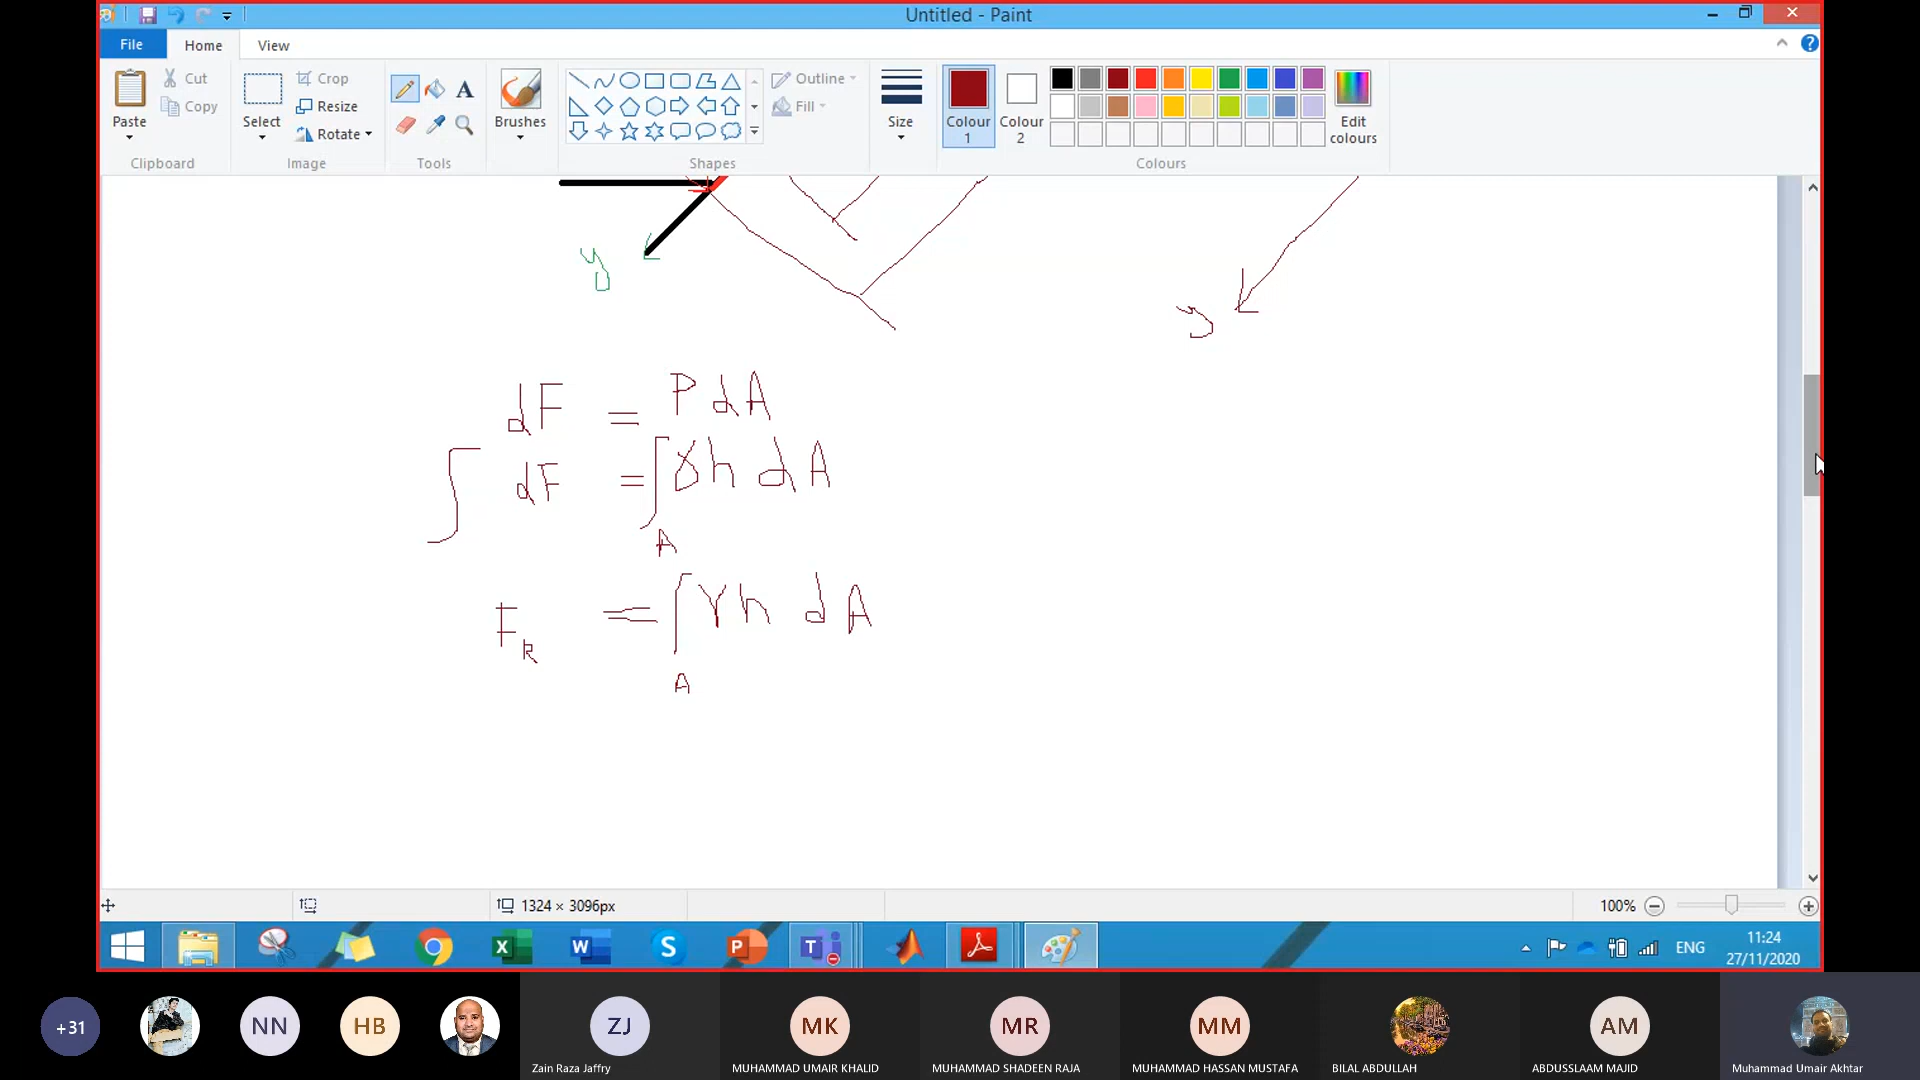 Untitled - Paint
File Home View
Paste
Cut
Copy
Clipboard
Select
Crop
Resize
Rotate
Image
Tools
Brushes
Shapes
Outline
Fill
Size
Colour 1
Colour 2
Edit colours
Colours
y
y
dF = P dA
∫ dF = ∫ γh dA
A
F_R = ∫ γh dA
A
1324 × 3096px
100%
ENG
11:24
27/11/2020
+31
NN
HB
ZJ
MK
MR
MM
AM
Zain Raza Jaffry
MUHAMMAD UMAIR KHALID
MUHAMMAD SHADEEN RAJA
MUHAMMAD HASSAN MUSTAFA
BILAL ABDULLAH
ABDUSSLAAM MAJID
Muhammad Umair Akhtar